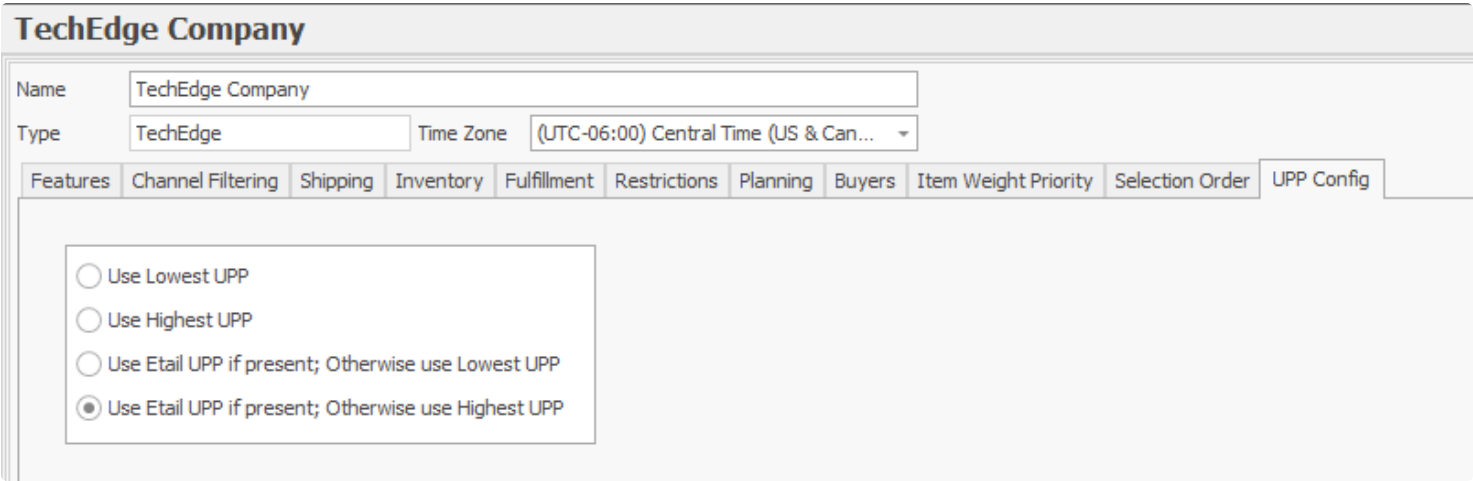 TechEdge Company
Name TechEdge Company
Type TechEdge Time Zone (UTC-06:00) Central Time (US & Can...
Features Channel Filtering Shipping Inventory Fulfillment Restrictions Planning Buyers Item Weight Priority Selection Order UPP Config
Use Lowest UPP
Use Highest UPP
Use Etail UPP if present; Otherwise use Lowest UPP
Use Etail UPP if present; Otherwise use Highest UPP